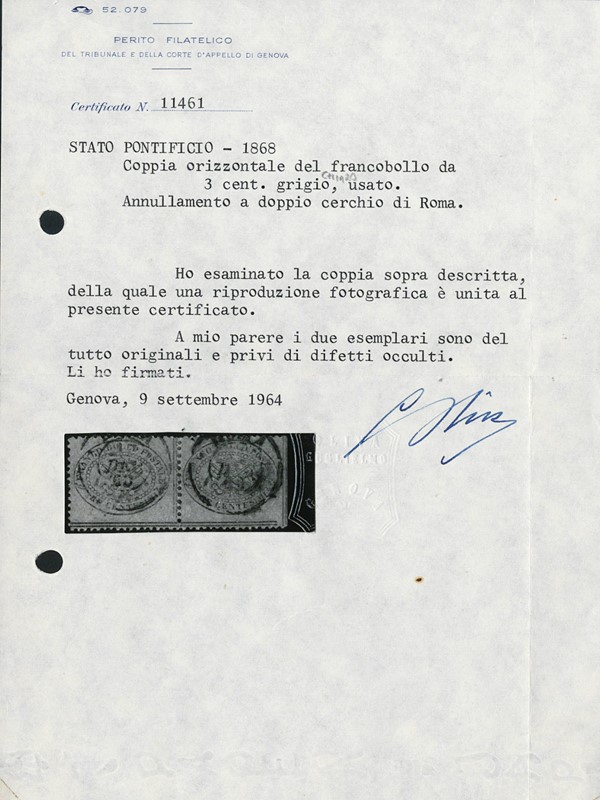 52.079
PERITO FILATELICO
DEL TRIBUNALE E DELLA CORTE D'APPELLO DI GENOVA
Certificato N. 11461
STATO PONTIFICIO - 1868
Coppia orizzontale del francobollo da
3 cent. grigio, usato.
Annullamento a doppio cerchio di Roma.
Ho esaminato la coppia sopra descritta,
della quale una riproduzione fotografica è unita al
presente certificato.
A mio parere i due esemplari sono del
tutto originali e privi di difetti occulti.
Li ho firmati.
Genova, 9 settembre 1964